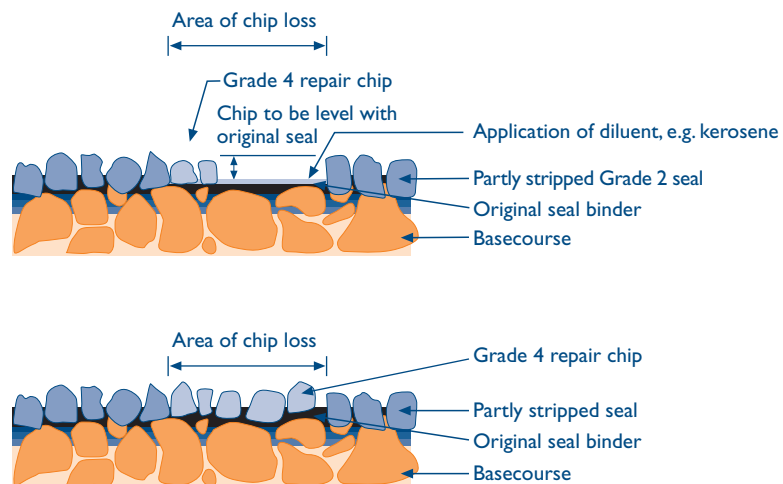 Area of chip loss
Grade 4 repair chip
Chip to be level with
original seal
Application of diluent, e.g. kerosene
Partly stripped Grade 2 seal
Original seal binder
Basecourse
Area of chip loss
Grade 4 repair chip
Partly stripped seal
Original seal binder
Basecourse